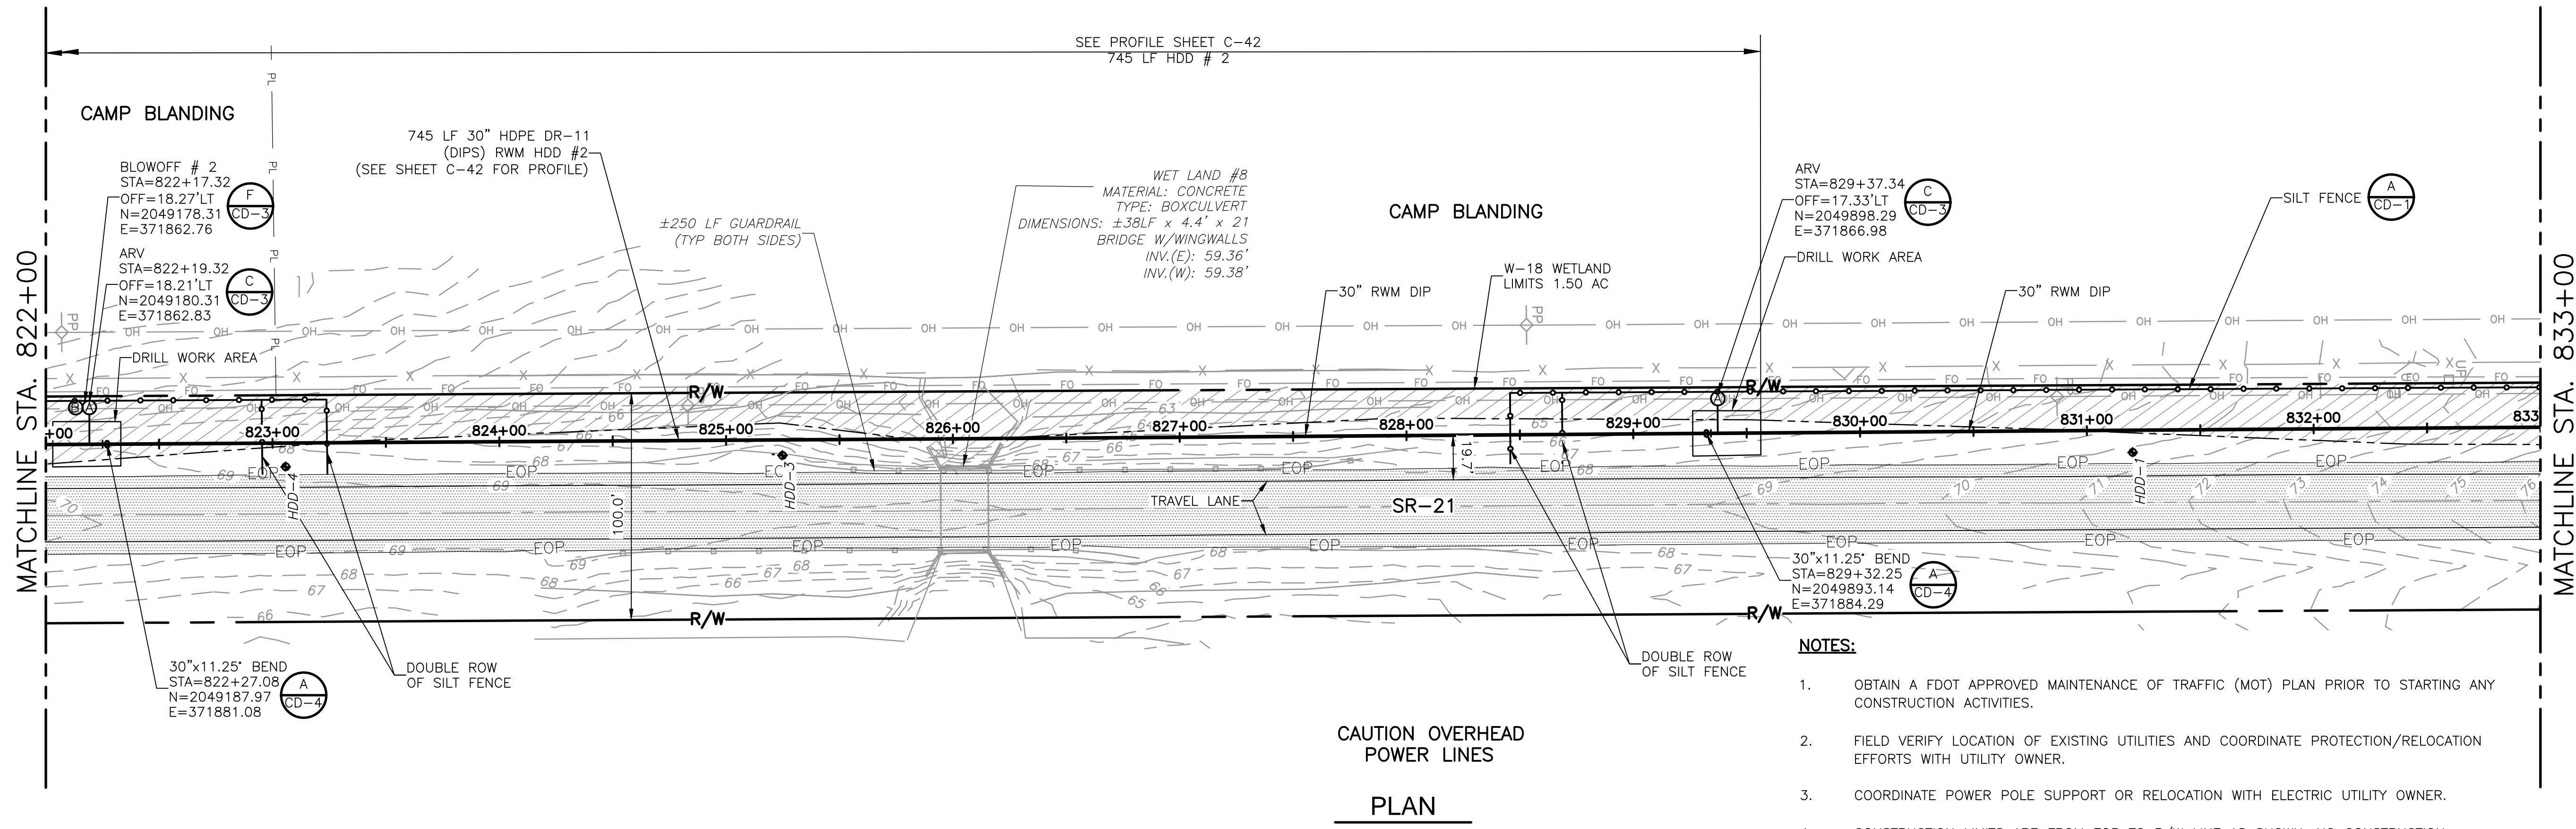 SEE PROFILE SHEET C-42
745 LF HDD # 2
CAMP BLANDING
BLOWOFF # 2
STA=822+17.32
OFF=18.27'LT
N=2049178.31
E=371862.76
F
CD-3
ARV
STA=822+19.32
OFF=18.21'LT
N=2049180.31
E=371862.83
C
CD-3
DRILL WORK AREA
745 LF 30" HDPE DR-11
(DIPS) RWM HDD #2
(SEE SHEET C-42 FOR PROFILE)
±250 LF GUARDRAIL
(TYP BOTH SIDES)
WET LAND #8
MATERIAL: CONCRETE
TYPE: BOXCULVERT
DIMENSIONS: ±38LF x 4.4' x 21
BRIDGE W/WINGWALLS
INV.(E): 59.36'
INV.(W): 59.38'
30" RWM DIP
CAMP BLANDING
W-18 WETLAND
LIMITS 1.50 AC
ARV
STA=829+37.34
OFF=17.33'LT
N=2049898.29
E=371866.98
C
CD-3
DRILL WORK AREA
30" RWM DIP
SILT FENCE
A
CD-1
MATCHLINE STA. 822+00
MATCHLINE STA. 833+00
PL
PL
PL
PL
PP
PP
R/W
R/W
+00
823+00
824+00
825+00
826+00
827+00
828+00
829+00
830+00
831+00
832+00
833
HDD-4
HDD-3
HDD-1
100.0'
19.7'
TRAVEL LANE
SR-21
R/W
R/W
30"x11.25° BEND
STA=822+27.08
N=2049187.97
E=371881.08
A
CD-4
DOUBLE ROW
OF SILT FENCE
DOUBLE ROW
OF SILT FENCE
30"x11.25° BEND
STA=829+32.25
N=2049893.14
E=371884.29
A
CD-4
CAUTION OVERHEAD
POWER LINES
PLAN
NOTES:
1. OBTAIN A FDOT APPROVED MAINTENANCE OF TRAFFIC (MOT) PLAN PRIOR TO STARTING ANY
CONSTRUCTION ACTIVITIES.
2. FIELD VERIFY LOCATION OF EXISTING UTILITIES AND COORDINATE PROTECTION/RELOCATION
EFFORTS WITH UTILITY OWNER.
3. COORDINATE POWER POLE SUPPORT OR RELOCATION WITH ELECTRIC UTILITY OWNER.